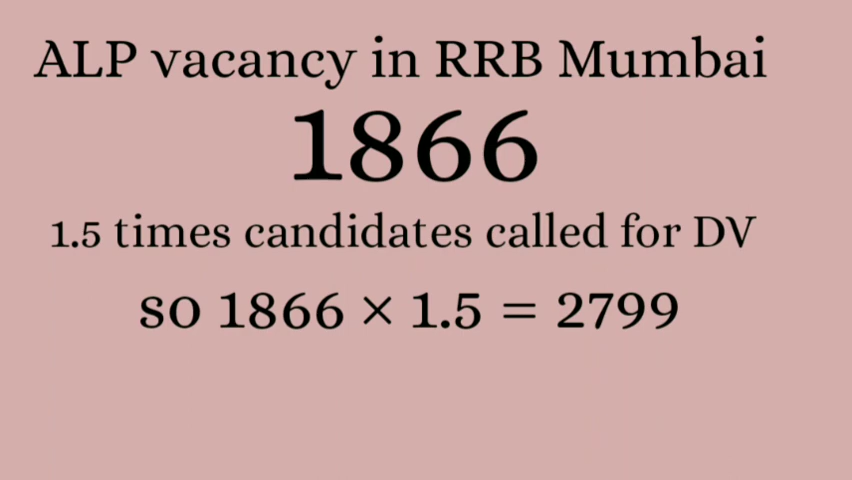 ALP vacancy in RRB Mumbai
1866
1.5 times candidates called for DV
so 1866 × 1.5 = 2799